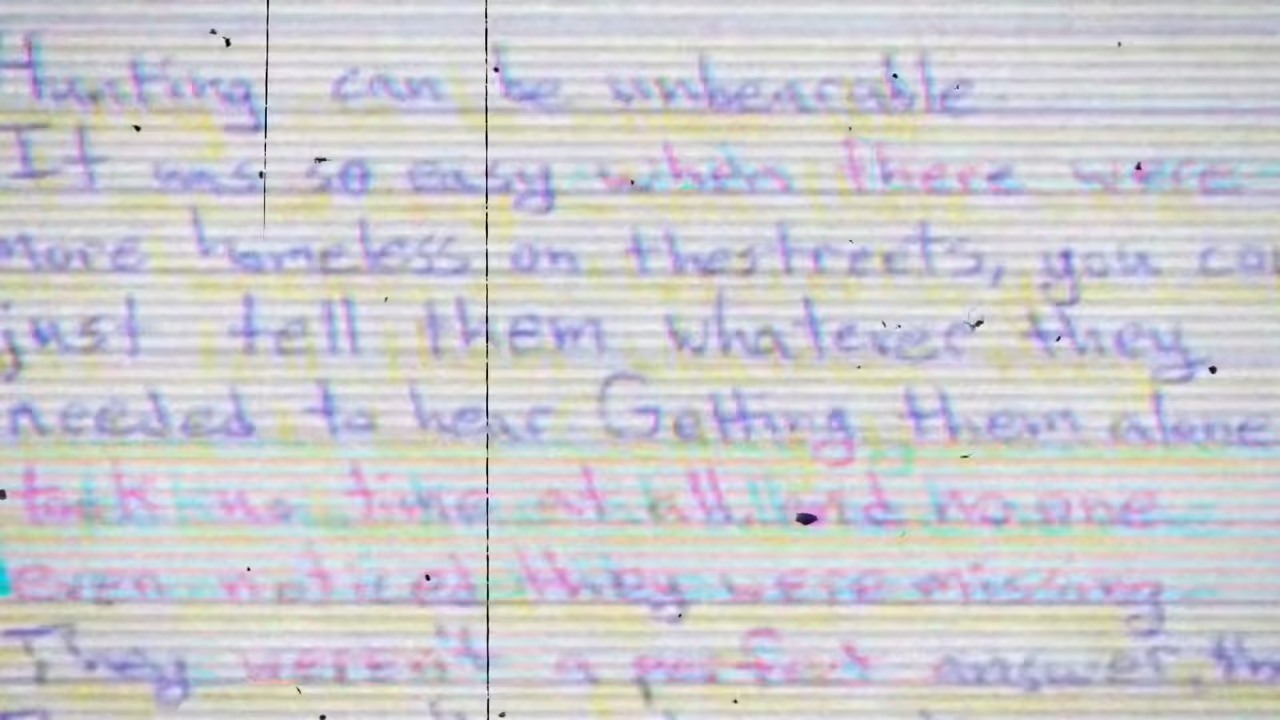 Hunting can be unbearable
It was so easy when there were
More homeless on thestreets, you
just tell them whatever they
needed to hear Getting them alone
took no time at all, and no one
even noticed they were missing
They weren't a perfect answer,